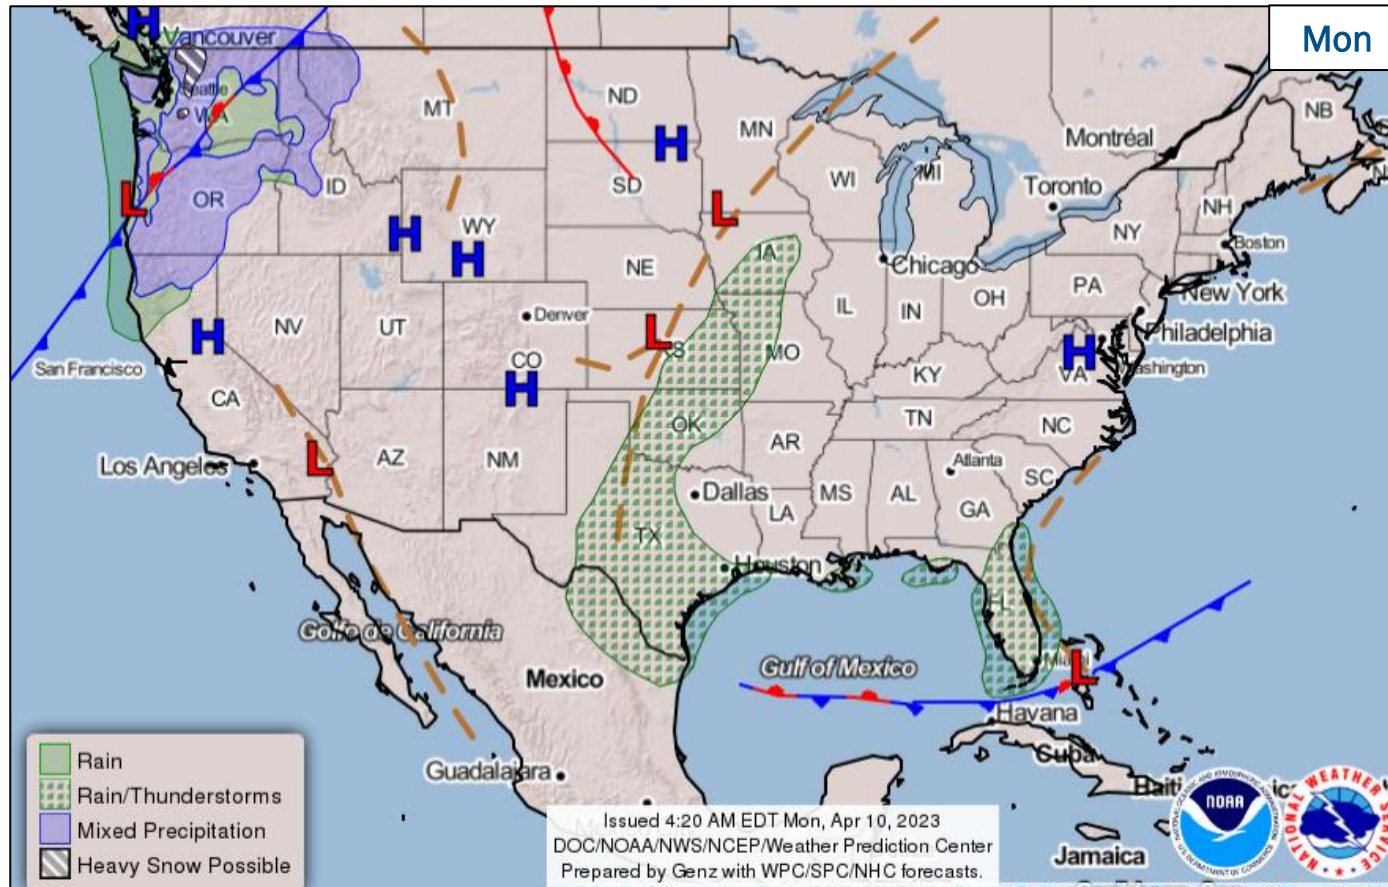 Mon
H
Vancouver
Seattle
WA
MT
ND
H
MN
Montréal
NB
L
OR
ID
SD
L
WI
MI
Toronto
NY
NH
Boston
H
WY
H
NE
IA
Chicago
IL
IN
OH
PA
New York
Philadelphia
H
NV
UT
Denver
CO
L
KS
MO
H
VA
Washington
San Francisco
CA
H
KY
TN
NC
Los Angeles
L
AZ
NM
OK
AR
Atlanta
SC
Dallas
MS
AL
GA
LA
TX
Houston
FL
Golfo de California
Mexico
Gulf of Mexico
Miami
L
Havana
Cuba
Guadalajara
Haiti
Jamaica
Rain
Rain/Thunderstorms
Mixed Precipitation
Heavy Snow Possible
Issued 4:20 AM EDT Mon, Apr 10, 2023
DOC/NOAA/NWS/NCEP/Weather Prediction Center
Prepared by Genz with WPC/SPC/NHC forecasts.
NOAA
NATIONAL WEATHER SERVICE